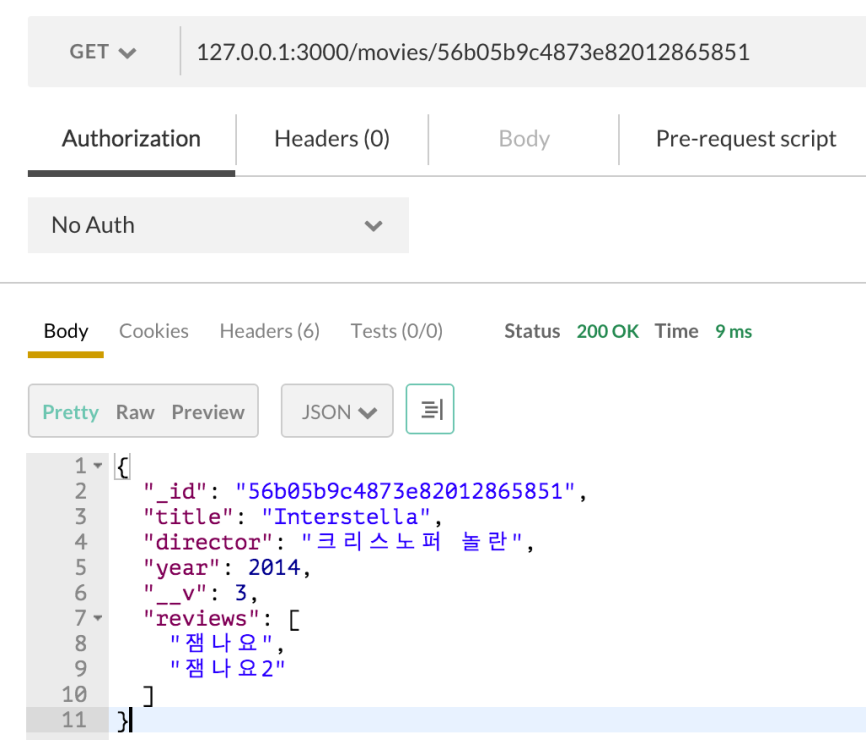 GET 127.0.0.1:3000/movies/56b05b9c4873e82012865851
Authorization Headers (0) Body Pre-request script
No Auth
Body Cookies Headers (6) Tests (0/0) Status 200 OK Time 9 ms
Pretty Raw Preview JSON
1 {
2 "_id": "56b05b9c4873e82012865851",
3 "title": "Interstella",
4 "director": "크리스노퍼 놀란",
5 "year": 2014,
6 "__v": 3,
7 "reviews": [
8 "잼나요",
9 "잼나요2"
10 ]
11 }